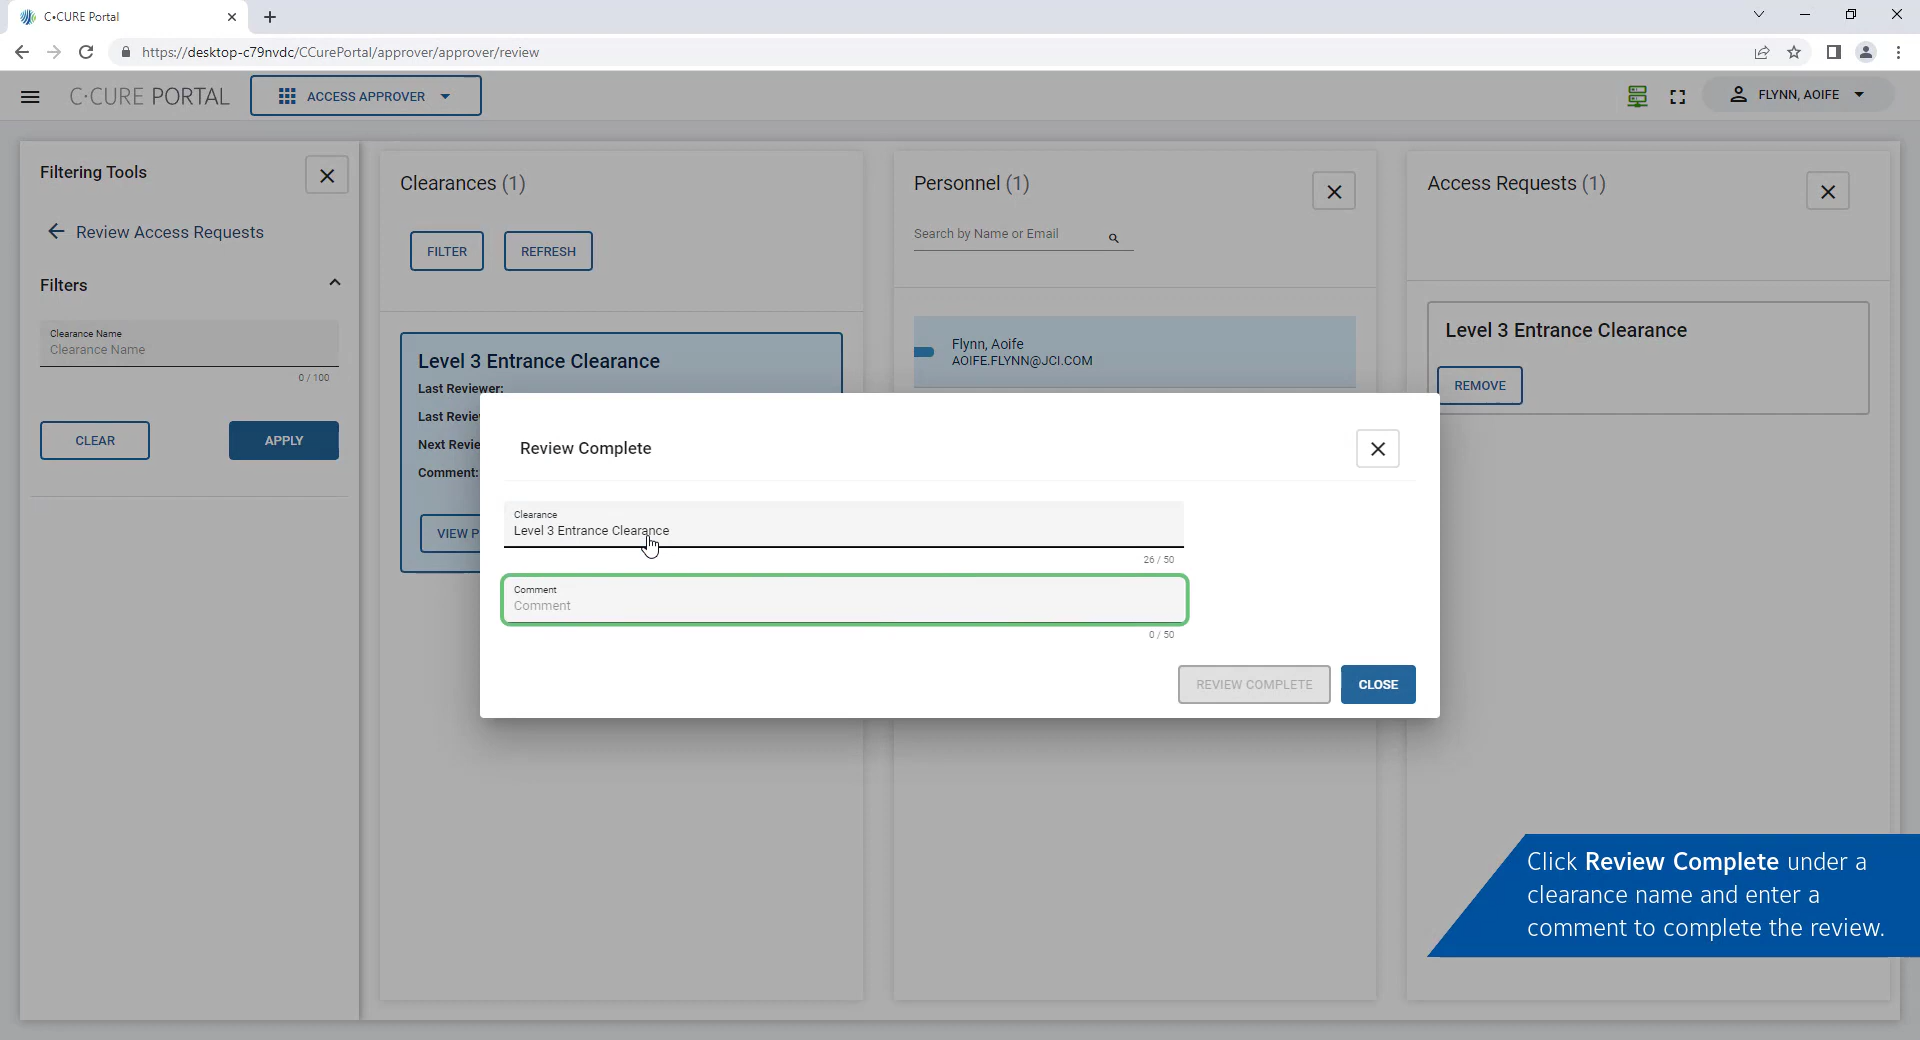 C•CURE Portal
https://desktop-c79nvdc/CCurePortal/approver/approver/review
C•CURE PORTAL
ACCESS APPROVER
FLYNN, AOIFE
Filtering Tools
Review Access Requests
Filters
Clearance Name
Clearance Name
0 / 100
CLEAR
APPLY
Clearances (1)
FILTER
REFRESH
Level 3 Entrance Clearance
Last Reviewer:
Last Revie
Next Revie
Comment:
VIEW P
Personnel (1)
Search by Name or Email
Flynn, Aoife
AOIFE.FLYNN@JCI.COM
Access Requests (1)
Level 3 Entrance Clearance
REMOVE
Review Complete
Clearance
Level 3 Entrance Clearance
26 / 50
Comment
Comment
0 / 50
REVIEW COMPLETE
CLOSE
Click Review Complete under a
clearance name and enter a
comment to complete the review.